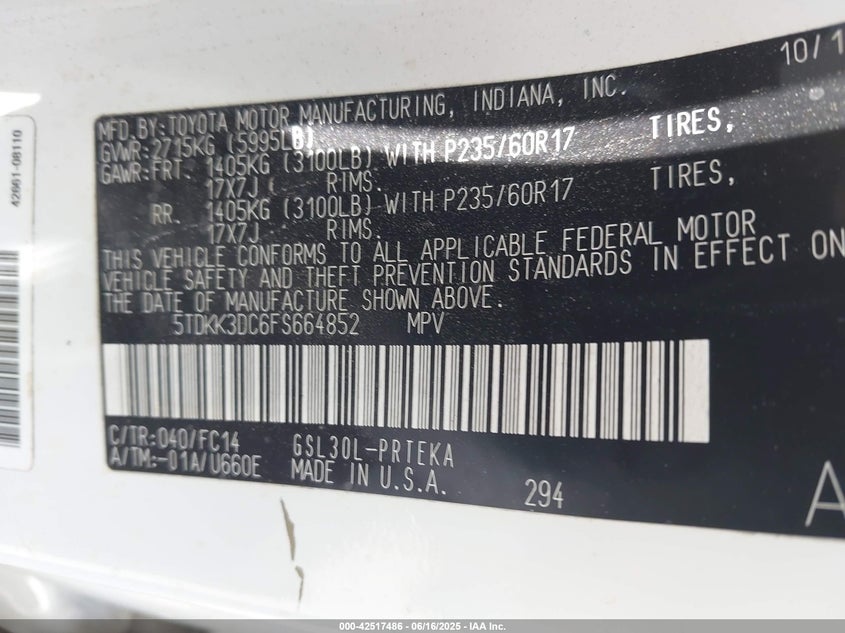 10/1
MFD.BY:TOYOTA MOTOR MANUFACTURING, INDIANA, INC.
GVWR:2715KG (5995LB)
GAWR:FRT. 1405KG (3100LB) WITH P235/60R17 TIRES,
17X7J RIMS.
RR. 1405KG (3100LB) WITH P235/60R17 TIRES,
17X7J RIMS.
THIS VEHICLE CONFORMS TO ALL APPLICABLE FEDERAL MOTOR
VEHICLE SAFETY AND THEFT PREVENTION STANDARDS IN EFFECT ON
THE DATE OF MANUFACTURE SHOWN ABOVE.
5TDKK3DC6FS664852 MPV
C/TR:040/FC14 GSL30L-PRTEKA
A/TM:-01A/U660E MADE IN U.S.A.
294
A
42661-08110
000-42517486 - 06/16/2025 - IAA Inc.